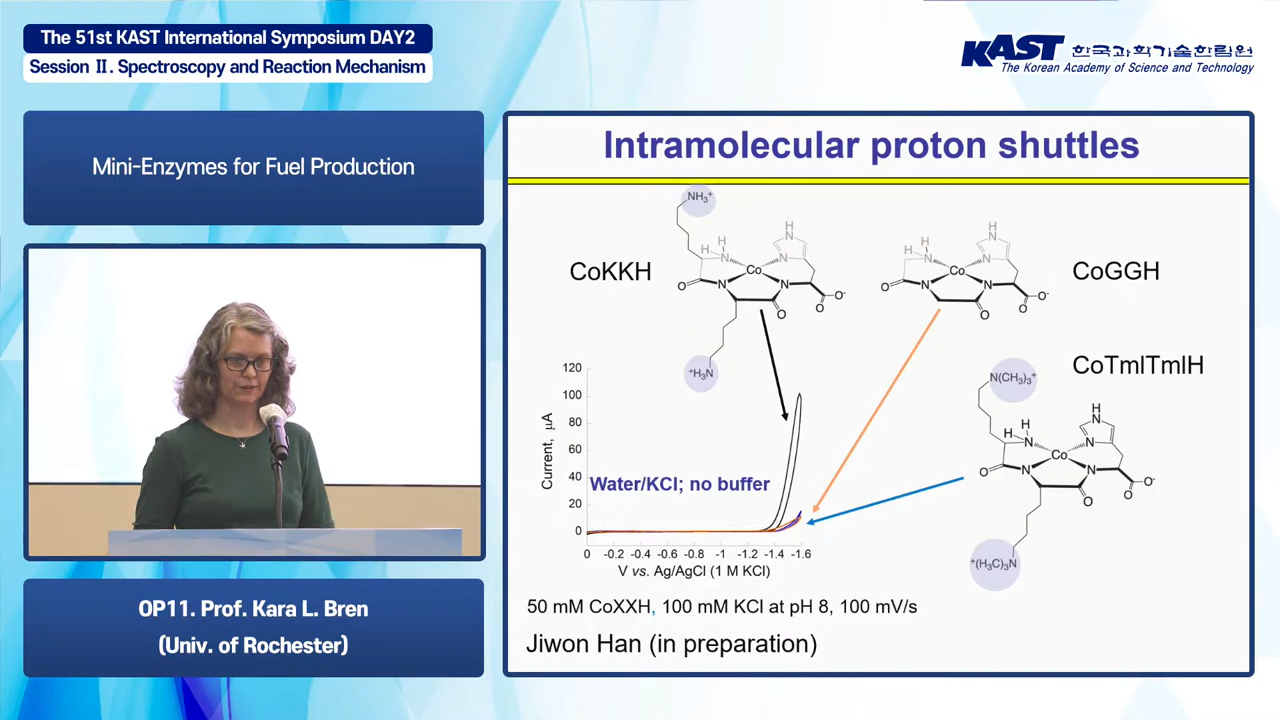 The 51st KAST International Symposium DAY2
Session Ⅱ. Spectroscopy and Reaction Mechanism
KAST 한국과학기술한림원
The Korean Academy of Science and Technology
Mini-Enzymes for Fuel Production
OP11. Prof. Kara L. Bren
(Univ. of Rochester)
Intramolecular proton shuttles
CoKKH
NH₃⁺
H
H
N
HN
N
Co
O
N
N
O
O
O⁻
⁺H₃N
CoGGH
H
H
N
HN
N
Co
O
N
N
O
O
O⁻
CoTmlTmlH
N(CH₃)₃⁺
H
H
N
HN
N
Co
O
N
N
O
O
O⁻
⁺(H₃C)₃N
Current, μA
120
100
80
60
40
20
0
Water/KCl; no buffer
0 -0.2 -0.4 -0.6 -0.8 -1 -1.2 -1.4 -1.6
V vs. Ag/AgCl (1 M KCl)
50 mM CoXXH, 100 mM KCl at pH 8, 100 mV/s
Jiwon Han (in preparation)